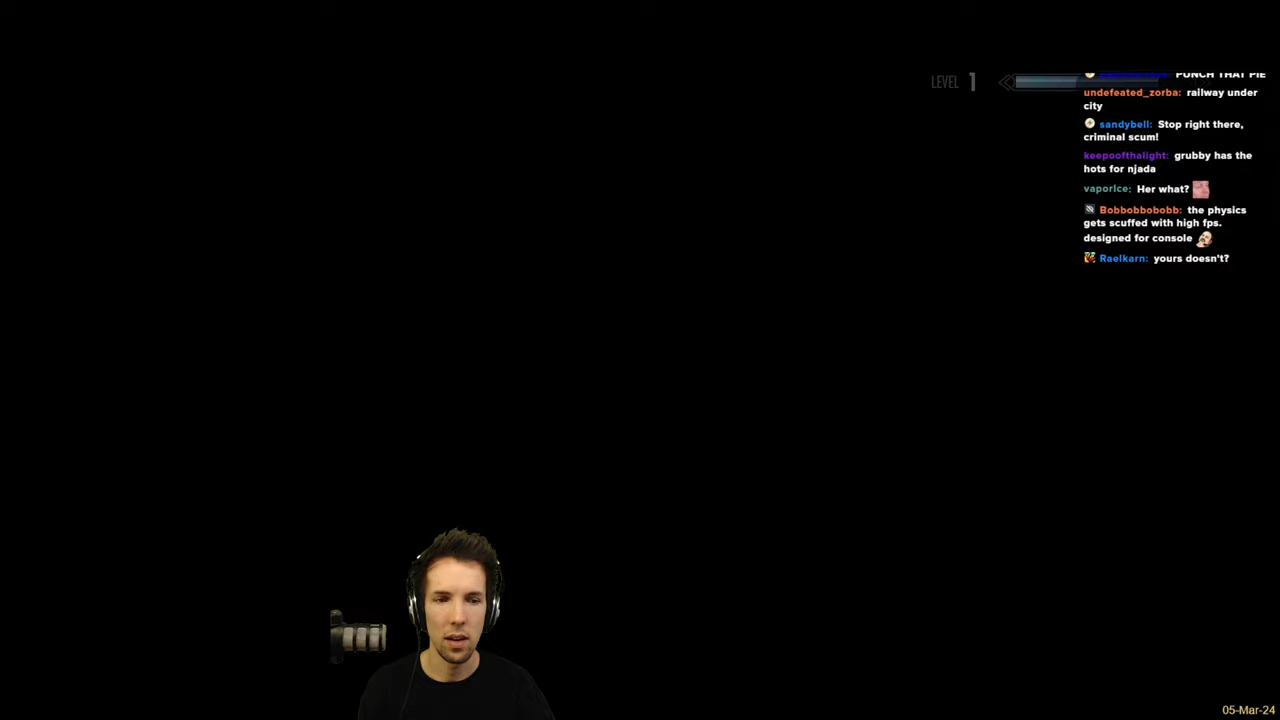 LEVEL 1
PUNCH THAT PIE
undefeated_zorba: railway under
city
sandybell: Stop right there,
criminal scum!
keepoofthalight: grubby has the
hots for njada
vaporIce: Her what?
Bobbobbobobb: the physics
gets scuffed with high fps.
designed for console
Raelkarn: yours doesn't?
05-Mar-24